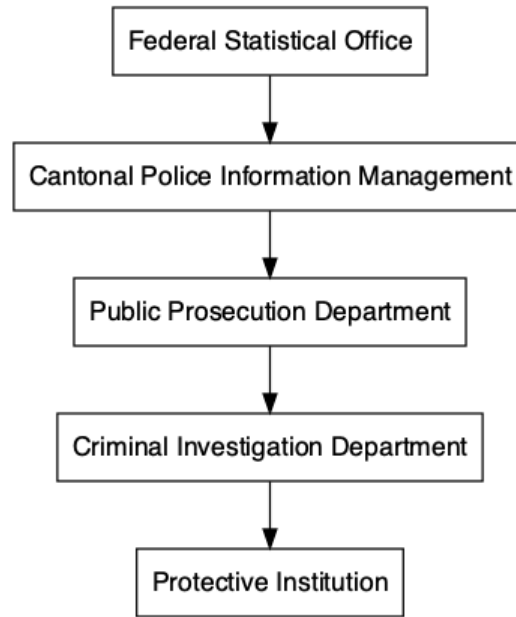 Federal Statistical Office
Cantonal Police Information Management
Public Prosecution Department
Criminal Investigation Department
Protective Institution